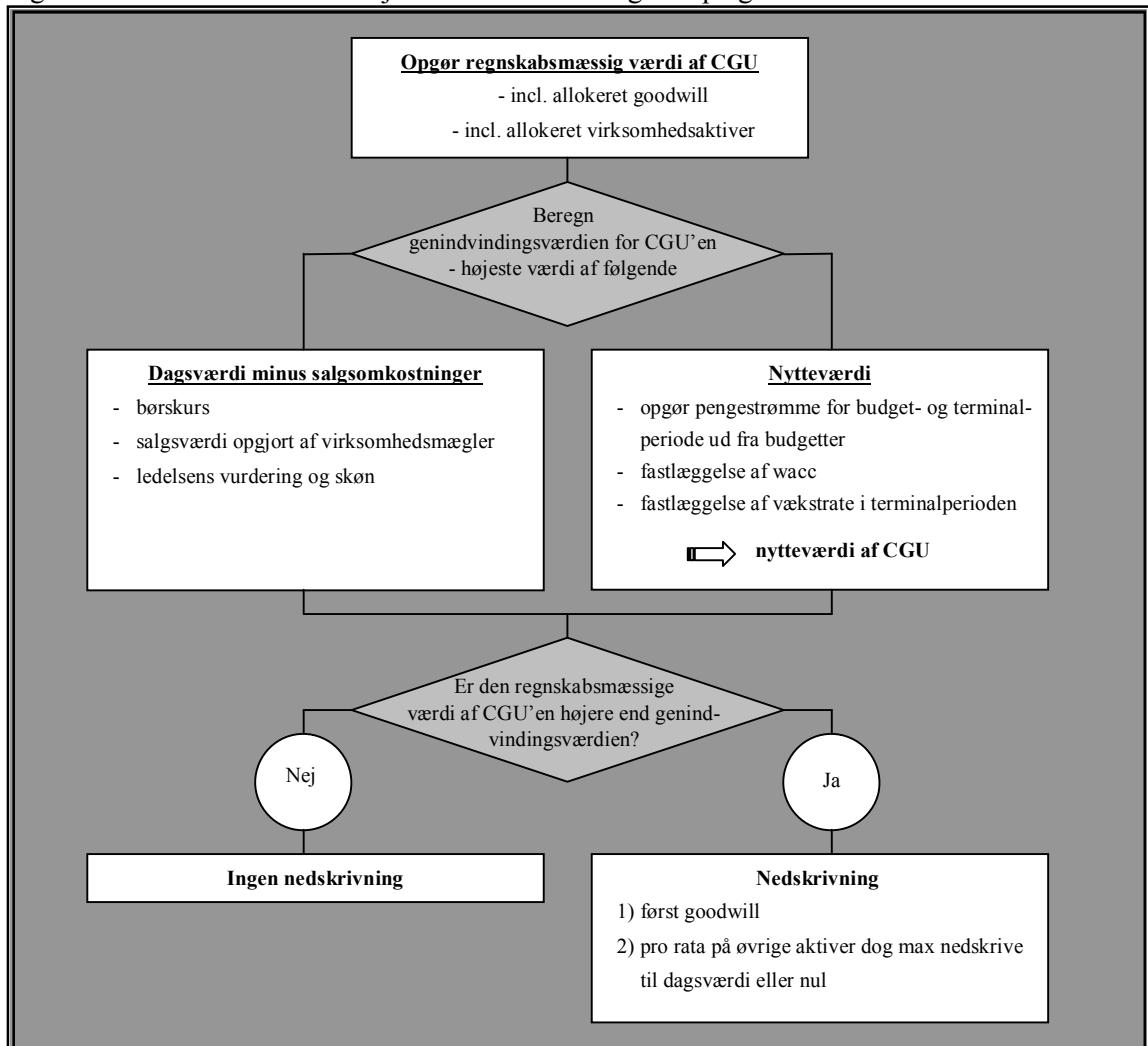 Opgør regnskabsmæssig værdi af CGU
- incl. allokeret goodwill
- incl. allokeret virksomhedsaktiver
Beregn
genindvindingsværdien for CGU’en
- højeste værdi af følgende
Dagsværdi minus salgsomkostninger
- børskurs
- salgsværdi opgjort af virksomhedsmægler
- ledelsens vurdering og skøn
Nytteværdi
- opgør pengestrømme for budget- og terminal-
periode ud fra budgetter
- fastlæggelse af wacc
- fastlæggelse af vækstrate i terminalperioden
nytteværdi af CGU
Er den regnskabsmæssige
værdi af CGU’en højere end genind-
vindingsværdien?
Nej
Ja
Ingen nedskrivning
Nedskrivning
1) først goodwill
2) pro rata på øvrige aktiver dog max nedskrive
til dagsværdi eller nul